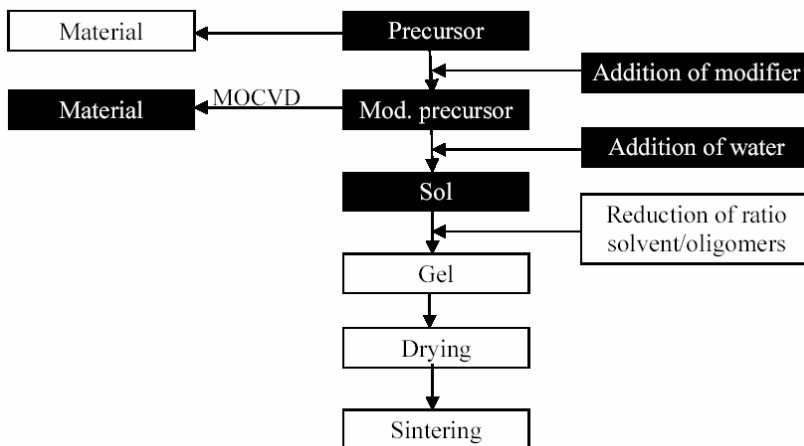 Material
Precursor
Addition of modifier
Material
MOCVD
Mod. precursor
Addition of water
Sol
Reduction of ratio
solvent/oligomers
Gel
Drying
Sintering